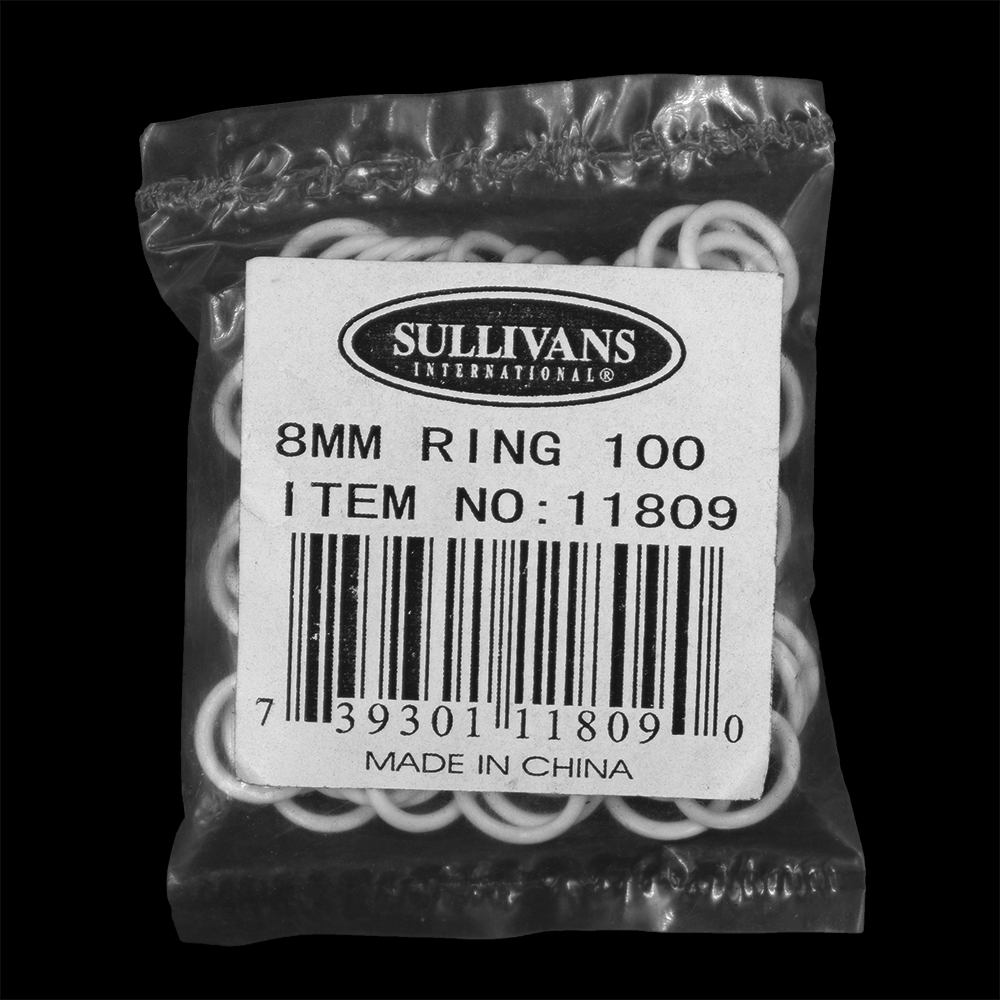 SULLIVANS
INTERNATIONAL®
8MM RING 100
ITEM NO:11809
7 39301 11809 0
MADE IN CHINA